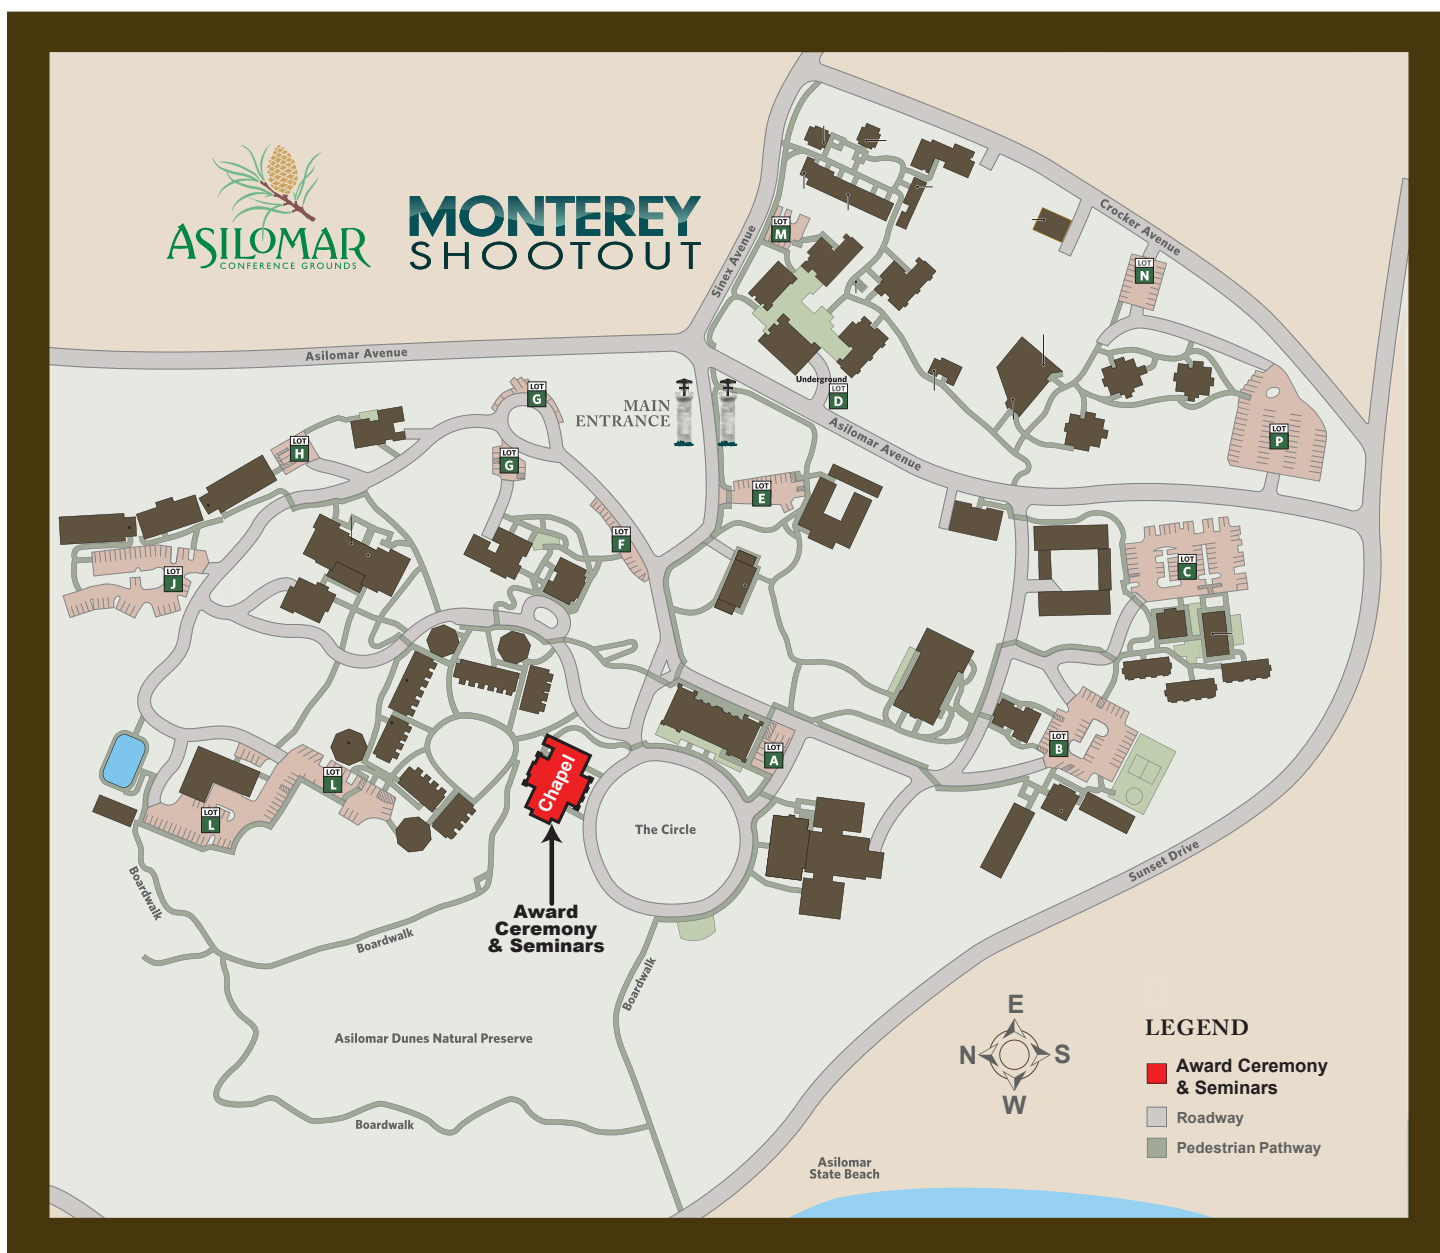 ASILOMAR
CONFERENCE GROUNDS
MONTEREY
SHOOTOUT
Crocker Avenue
Sinex Avenue
LOT
M
LOT
N
Asilomar Avenue
Underground
LOT
D
LOT
G
MAIN
ENTRANCE
Asilomar Avenue
LOT
P
LOT
H
LOT
G
LOT
E
LOT
F
LOT
J
LOT
C
LOT
B
LOT
A
LOT
L
LOT
L
Chapel
The Circle
Award
Ceremony
& Seminars
Sunset Drive
Boardwalk
Boardwalk
Boardwalk
Asilomar Dunes Natural Preserve
Boardwalk
Asilomar
State Beach
E
N
S
W
LEGEND
Award Ceremony
& Seminars
Roadway
Pedestrian Pathway